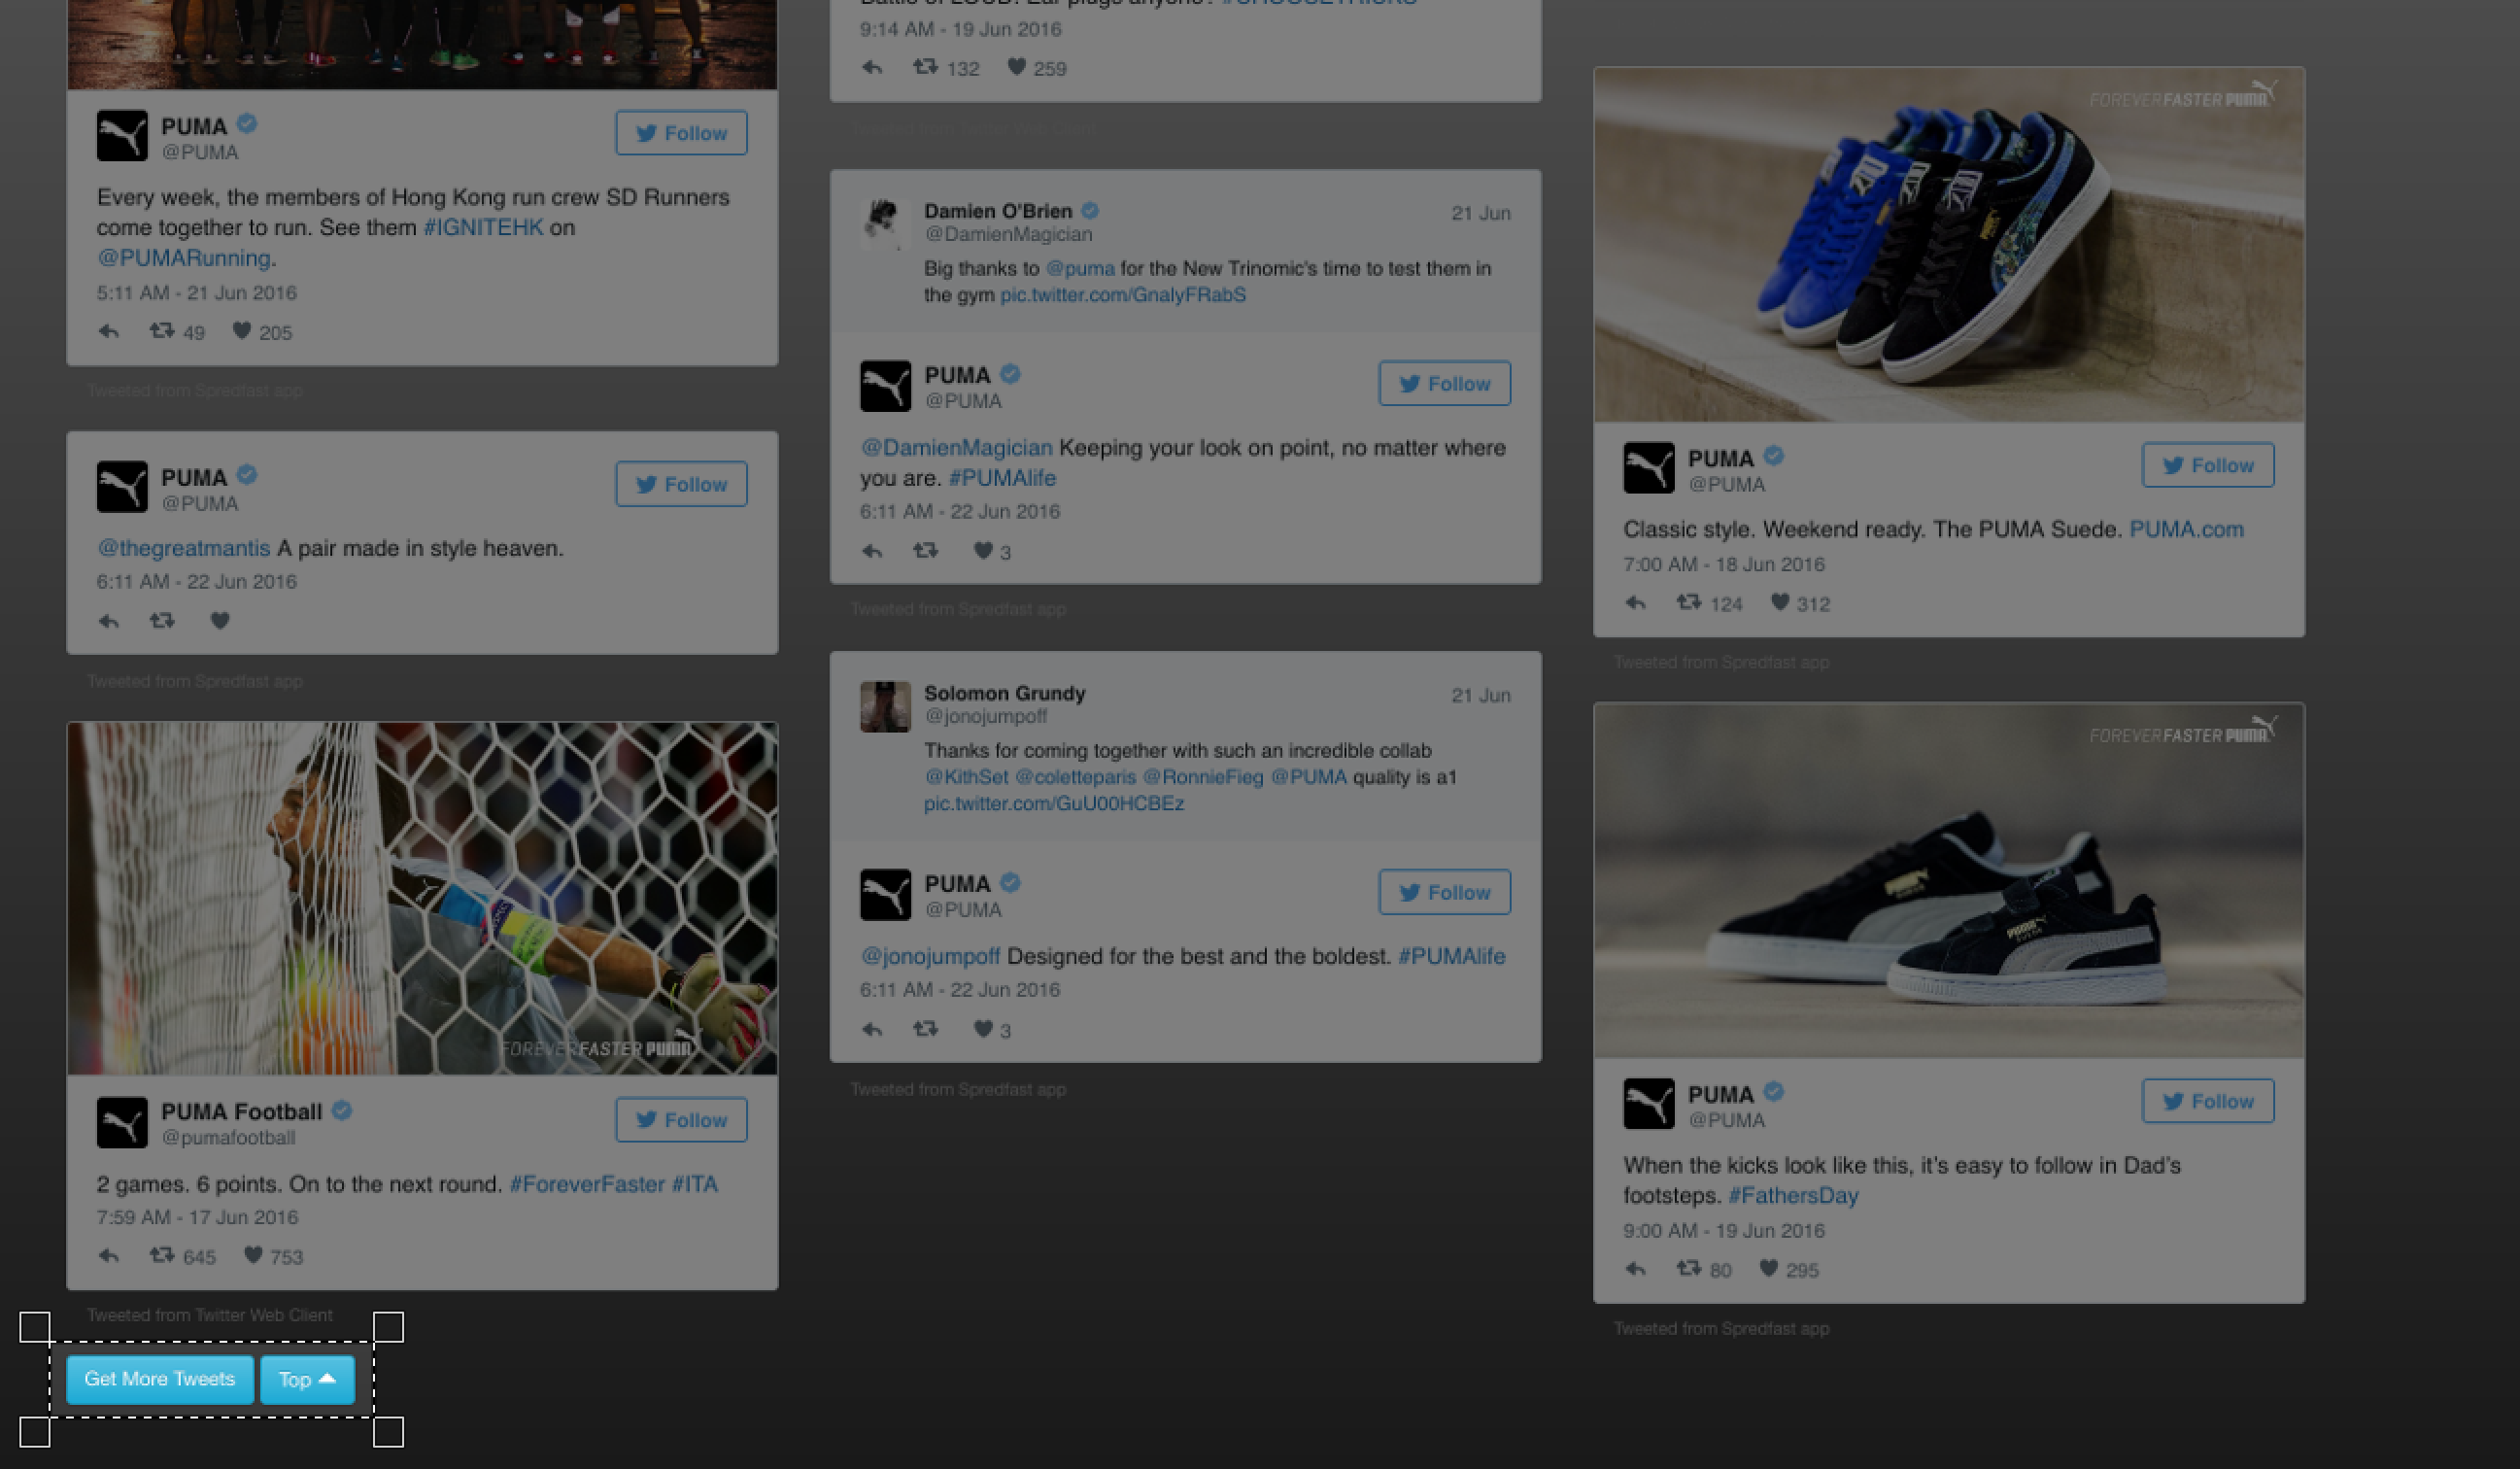 PUMA
@PUMA
Follow
Every week, the members of Hong Kong run crew SD Runners
come together to run. See them #IGNITEHK on
@PUMARunning.
5:11 AM - 21 Jun 2016
49 205
Tweeted from Spredfast app
PUMA
@PUMA
Follow
@thegreatmantis A pair made in style heaven.
6:11 AM - 22 Jun 2016
Tweeted from Spredfast app
FOREVER FASTER PUMA
PUMA Football
@pumafootball
Follow
2 games. 6 points. On to the next round. #ForeverFaster #ITA
7:59 AM - 17 Jun 2016
645 753
Tweeted from Twitter Web Client
Get More Tweets
Top
9:14 AM - 19 Jun 2016
132 259
Tweeted from Twitter Web Client
Damien O'Brien
21 Jun
@DamienMagician
Big thanks to @puma for the New Trinomic's time to test them in
the gym pic.twitter.com/GnalyFRabS
PUMA
@PUMA
Follow
@DamienMagician Keeping your look on point, no matter where
you are. #PUMAlife
6:11 AM - 22 Jun 2016
3
Tweeted from Spredfast app
Solomon Grundy
21 Jun
@jonojumpoff
Thanks for coming together with such an incredible collab
@KithSet @coletteparis @RonnieFieg @PUMA quality is a1
pic.twitter.com/GuU00HCBEz
PUMA
@PUMA
Follow
@jonojumpoff Designed for the best and the boldest. #PUMAlife
6:11 AM - 22 Jun 2016
3
Tweeted from Spredfast app
FOREVER FASTER PUMA
PUMA
@PUMA
Follow
Classic style. Weekend ready. The PUMA Suede. PUMA.com
7:00 AM - 18 Jun 2016
124 312
Tweeted from Spredfast app
FOREVER FASTER PUMA
PUMA
@PUMA
Follow
When the kicks look like this, it's easy to follow in Dad's
footsteps. #FathersDay
9:00 AM - 19 Jun 2016
80 295
Tweeted from Spredfast app